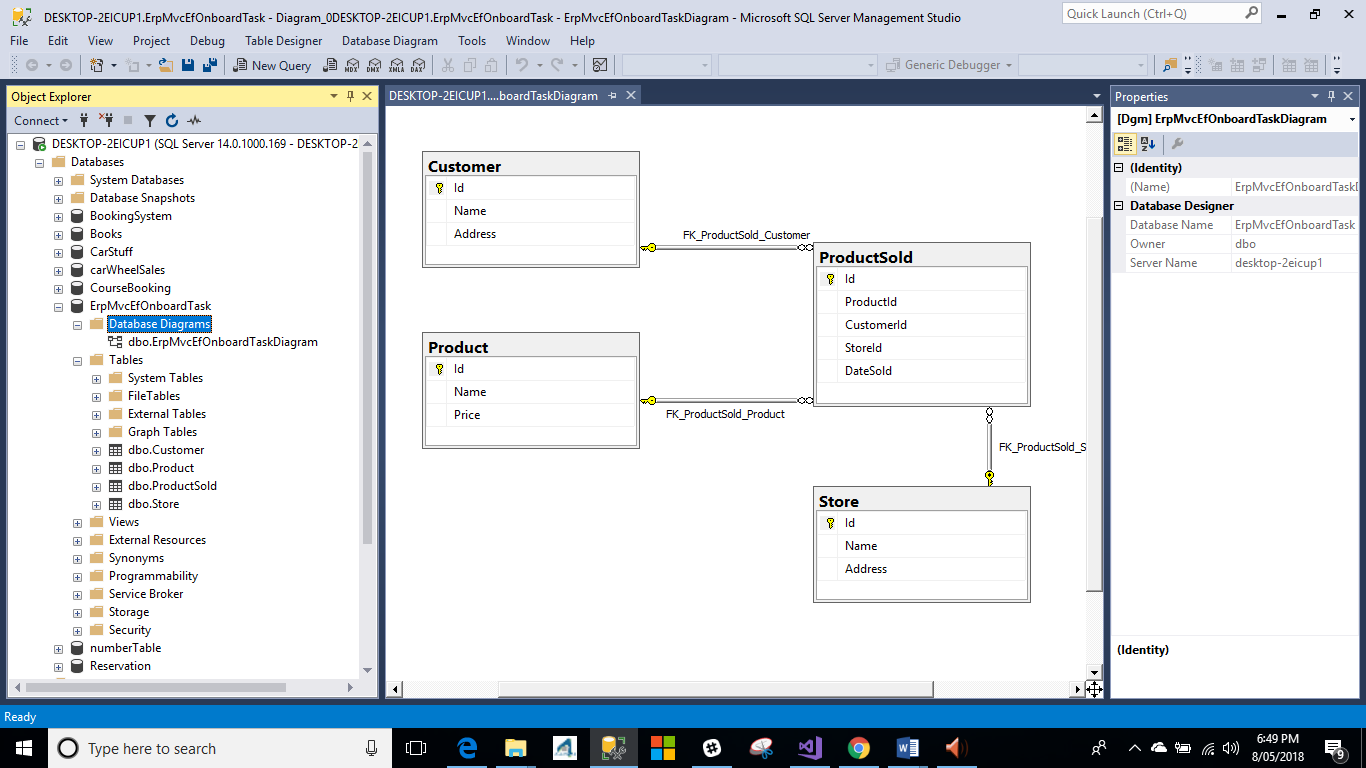 DESKTOP-2EICUP1.ErpMvcEfOnboardTask - Diagram_0DESKTOP-2EICUP1.ErpMvcEfOnboardTask - ErpMvcEfOnboardTaskDiagram - Microsoft SQL Server Management Studio
Quick Launch (Ctrl+Q)
File Edit View Project Debug Table Designer Database Diagram Tools Window Help
New Query MDX DMX XMLA DAX Generic Debugger
Object Explorer
Connect
DESKTOP-2EICUP1 (SQL Server 14.0.1000.169 - DESKTOP-2
Databases
System Databases
Database Snapshots
BookingSystem
Books
CarStuff
carWheelSales
CourseBooking
ErpMvcEfOnboardTask
Database Diagrams
dbo.ErpMvcEfOnboardTaskDiagram
Tables
System Tables
FileTables
External Tables
Graph Tables
dbo.Customer
dbo.Product
dbo.ProductSold
dbo.Store
Views
External Resources
Synonyms
Programmability
Service Broker
Storage
Security
numberTable
Reservation
DESKTOP-2EICUP1....boardTaskDiagram
Customer
Id
Name
Address
FK_ProductSold_Customer
ProductSold
Id
ProductId
CustomerId
StoreId
DateSold
Product
Id
Name
Price
FK_ProductSold_Product
FK_ProductSold_S
Store
Id
Name
Address
Properties
[Dgm] ErpMvcEfOnboardTaskDiagram
(Identity)
(Name) ErpMvcEfOnboardTaskD
Database Designer
Database Name ErpMvcEfOnboardTask
Owner dbo
Server Name desktop-2eicup1
(Identity)
Ready
Type here to search
6:49 PM
8/05/2018
9